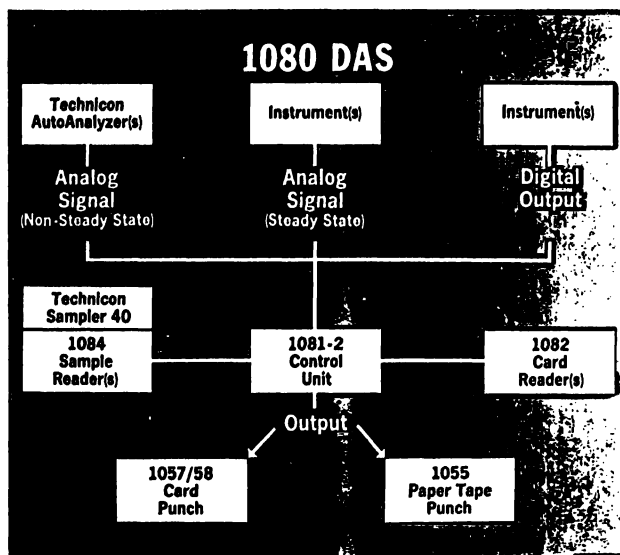 1080 DAS
Technicon
AutoAnalyzer(s)
Instrument(s)
Instrument(s)
Analog
Signal
(Non-Steady State)
Analog
Signal
(Steady State)
Digital
Output
Technicon
Sampler 40
1084
Sample
Reader(s)
1081-2
Control
Unit
1082
Card
Reader(s)
Output
1057/58
Card
Punch
1055
Paper Tape
Punch